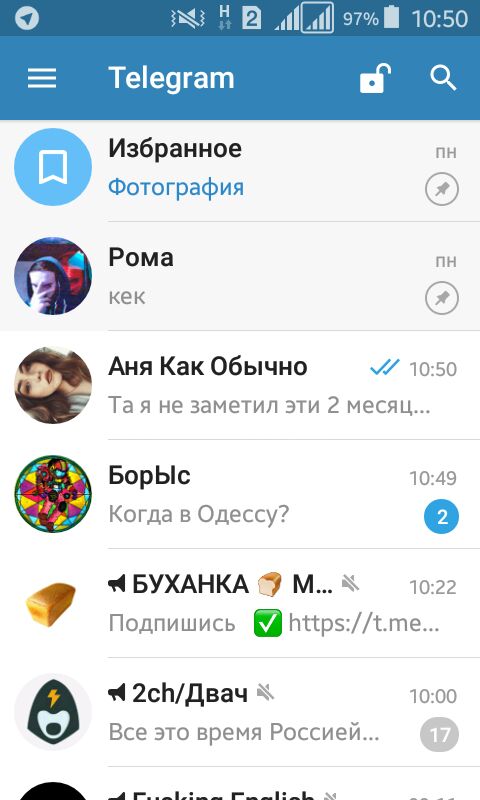 H 2 97% 10:50
Telegram
Избранное пн
Фотография
Рома пн
кек
Аня Как Обычно 10:50
Та я не заметил эти 2 месяц...
БорЫс 10:49
Когда в Одессу? 2
БУХАНКА 🍞 М... 10:22
Подпишись ✅ https://t.me...
2ch/Двач 10:00
Все это время Россией... 17
Fucking English